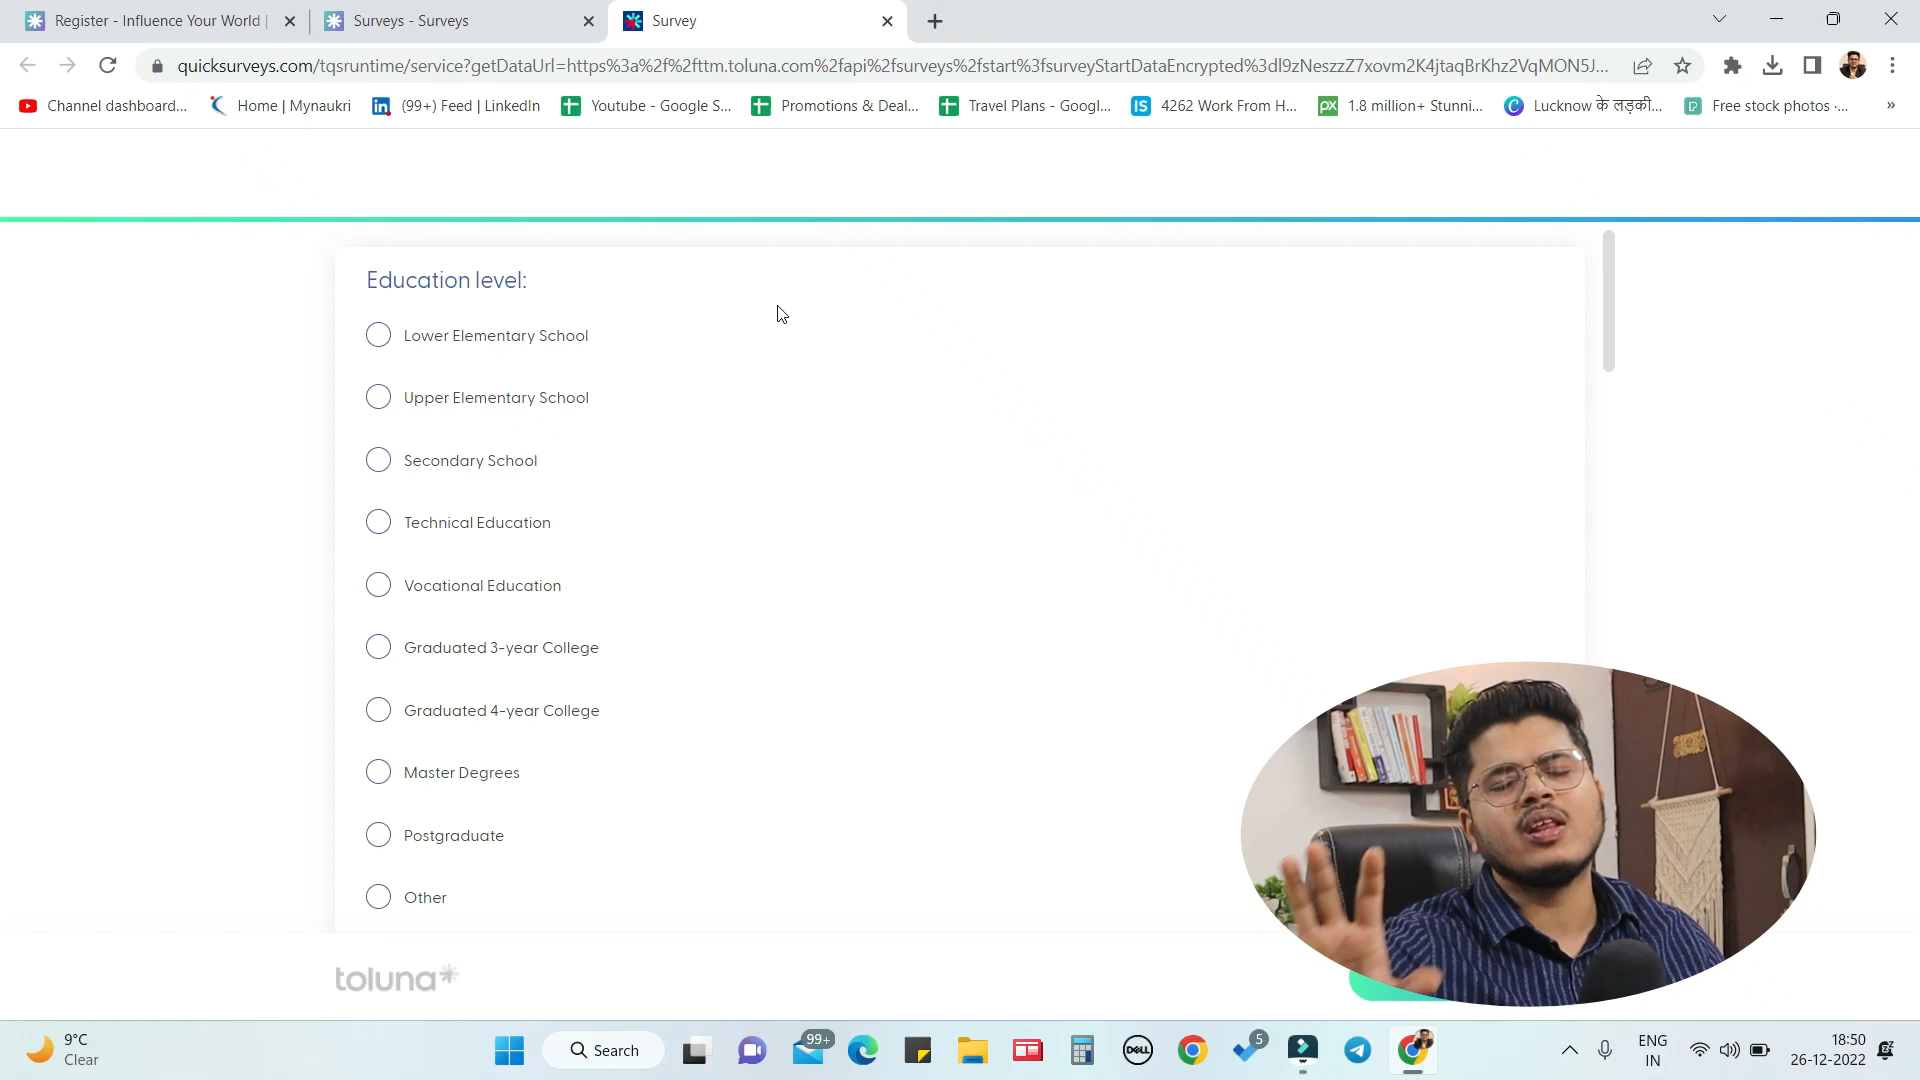 Register - Influence Your World |
Surveys - Surveys
Survey
quicksurveys.com/tqsruntime/service?getDataUrl=https%3a%2f%2fttm.toluna.com%2fapi%2fsurveys%2fstart%3fsurveyStartDataEncrypted%3dl9zNeszzZ7xovm2K4jtaqBrKhz2VqMON5J...
Channel dashboard...
Home | Mynaukri
(99+) Feed | LinkedIn
Youtube - Google S...
Promotions & Deal...
Travel Plans - Googl...
4262 Work From H...
1.8 million+ Stunni...
Lucknow के लड़की...
Free stock photos ·...
Education level:
Lower Elementary School
Upper Elementary School
Secondary School
Technical Education
Vocational Education
Graduated 3-year College
Graduated 4-year College
Master Degrees
Postgraduate
Other
toluna*
9°C
Clear
Search
99+
DELL
5
ENG
IN
18:50
26-12-2022